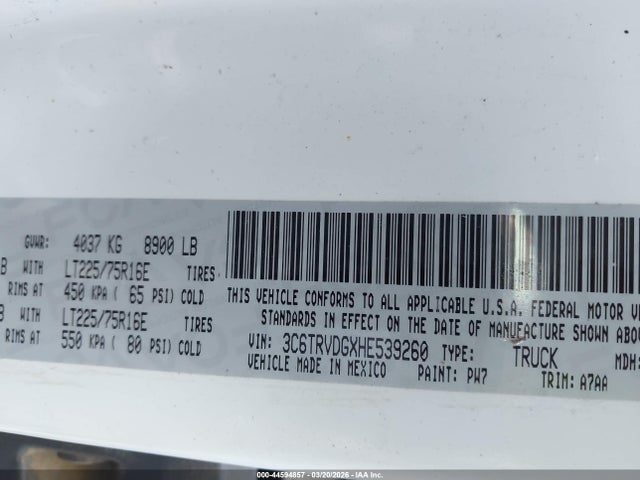 GVWR: 4037 KG 8900 LB
B WITH LT225/75R16E TIRES
RIMS AT 450 KPA ( 65 PSI) COLD
B WITH LT225/75R16E TIRES
RIMS AT 550 KPA ( 80 PSI) COLD
THIS VEHICLE CONFORMS TO ALL APPLICABLE U.S.A. FEDERAL MOTOR VE
STANDARDS IN EFFECT ON THE DATE OF MANUFACTURE SHOWN ABO
VIN: 3C6TRVDGXHE539260 TYPE: TRUCK MDH:
VEHICLE MADE IN MEXICO PAINT: PW7 TRIM: A7AA
000-44594857 - 03/20/2026 - IAA Inc.